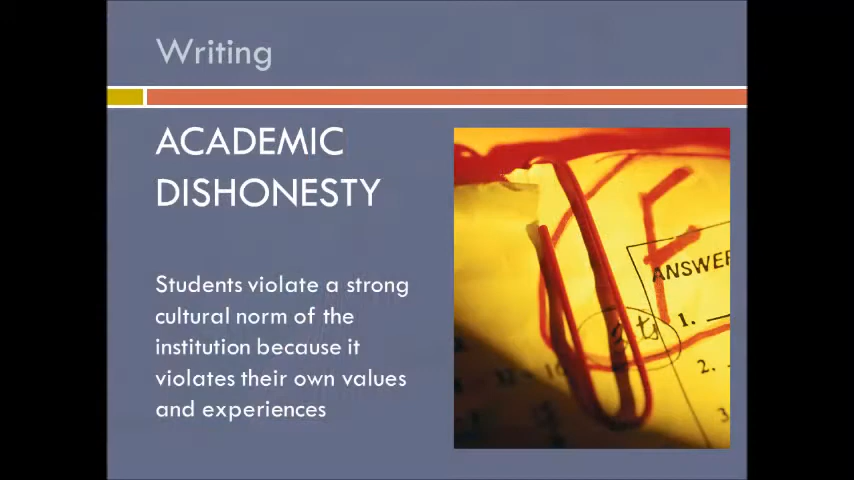 Writing
ACADEMIC
DISHONESTY
Students violate a strong
cultural norm of the
institution because it
violates their own values
and experiences
F
ANSWER
1.
2.
3